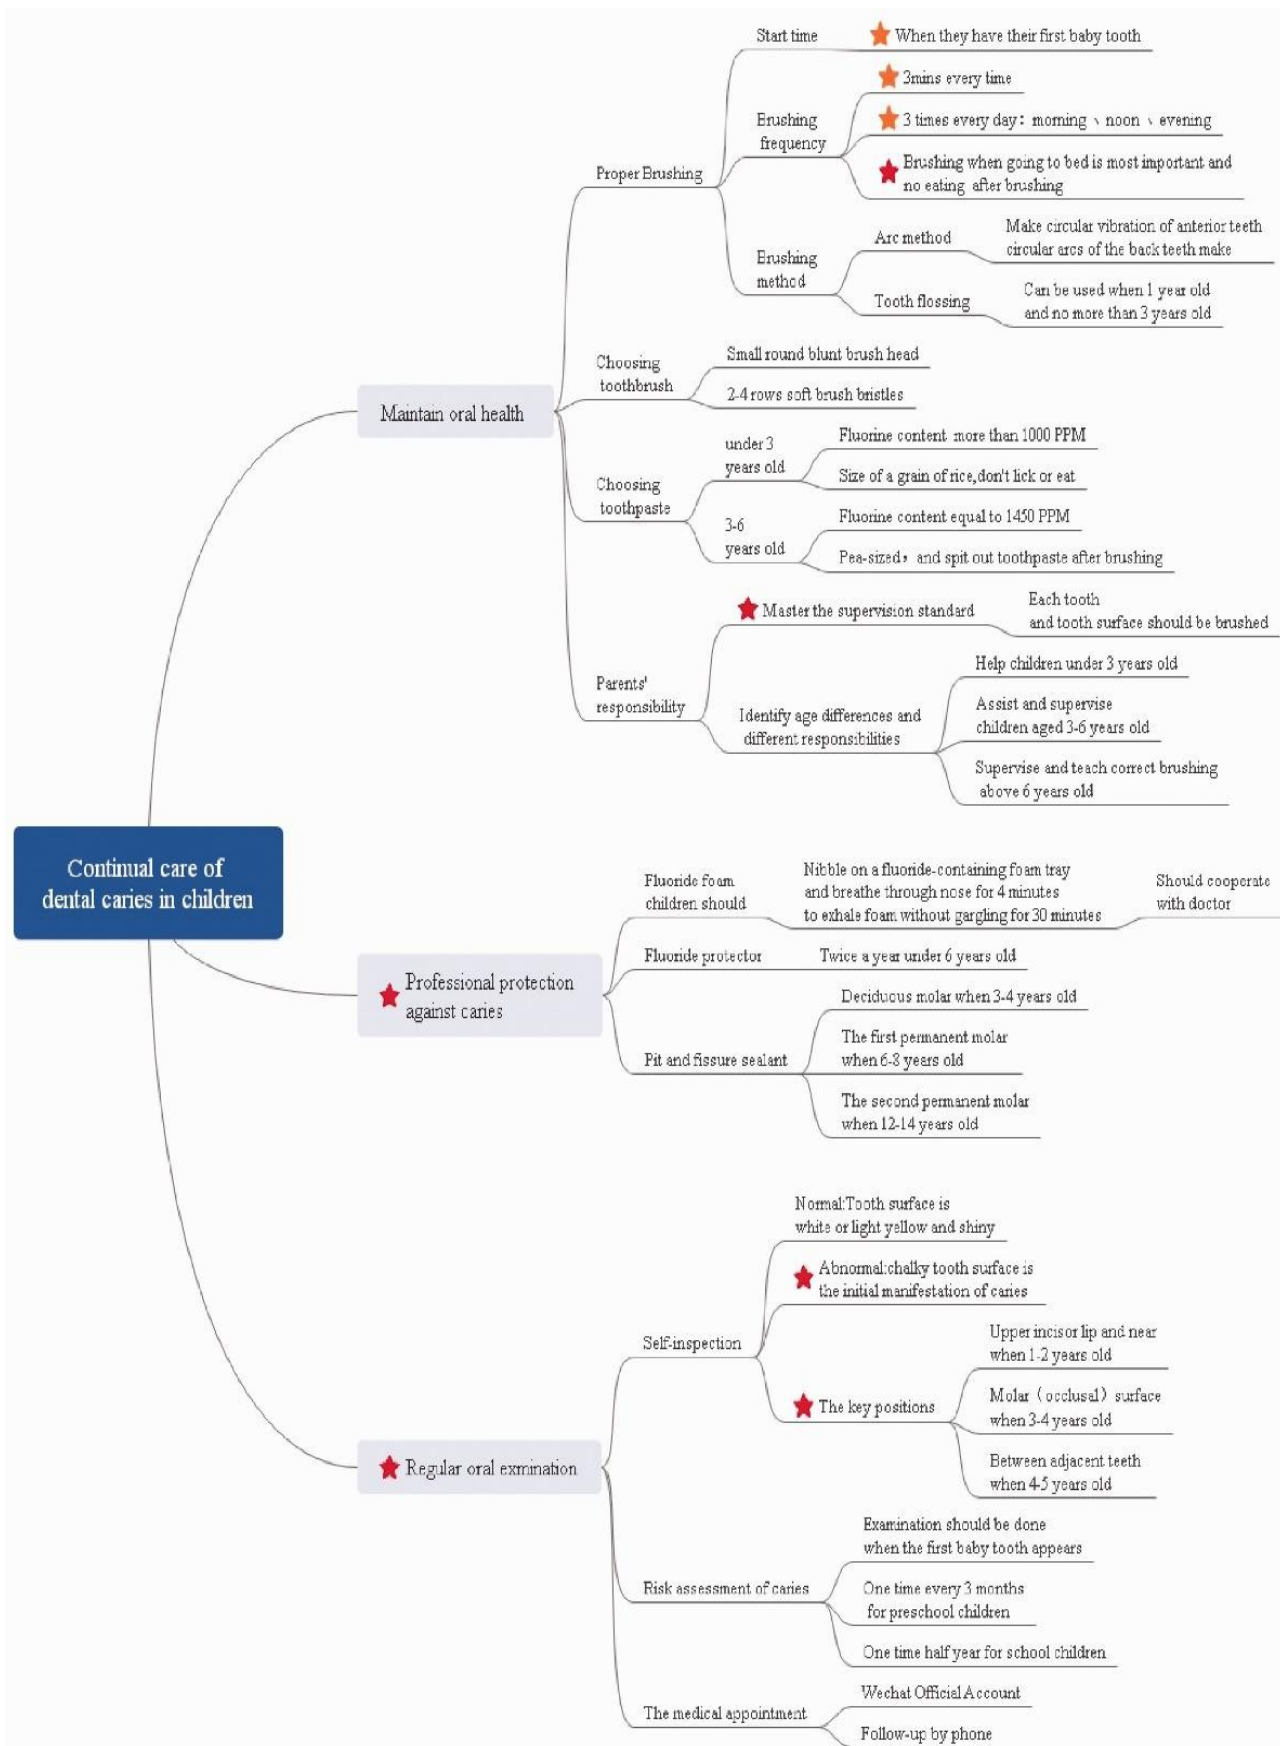 Continual care of
dental caries in children
Maintain oral health
Proper Brushing
Start time
When they have their first baby tooth
Erushing
frequency
3mins every time
3 times every day：morning、noon、evening
Brushing when going to bed is most important and
no eating after brushing
Erushing
method
Arc method
Make circular vibration of anterior teeth
circular arcs of the back teeth make
Tooth flossing
Can be used when 1 year old
and no more than 3 years old
Choosing
toothbrush
Small round blunt brush head
2-4 rows soft brush bristles
Choosing
toothpaste
under 3
years old
Fluorine content more than 1000 PPM
Size of a grain of rice,don't lick or eat
3-6
years old
Fluorine content equal to 1450 PPM
Pea-sized，and spit out toothpaste after brushing
Parents'
responsibility
Master the supervision standard
Each tooth
and tooth surface should be brushed
Identify age differences and
different responsibilities
Help children under 3 years old
Assist and supervise
children aged 3-6 years old
Supervise and teach correct brushing
above 6 years old
Professional protection
against caries
Fluoride foam
children should
Nibble on a fluoride-containing foam tray
and breathe through nose for 4 minutes
to exhale foam without gargling for 30 minutes
Should cooperate
with doctor
Fluoride protector
Twice a year under 6 years old
Pit and fissure sealant
Deciduous molar when 3-4 years old
The first permanent molar
when 6-8 years old
The second permanent molar
when 12-14 years old
Regular oral exmination
Self-inspection
Normal:Tooth surface is
white or light yellow and shiny
Abnormal:chalky tooth surface is
the initial manifestation of caries
The key positions
Upper incisor lip and near
when 1-2 years old
Molar（occlusal）surface
when 3-4 years old
Between adjacent teeth
when 4-5 years old
Risk assessment of caries
Examination should be done
when the first baby tooth appears
One time every 3 months
for preschool children
One time half year for school children
The medical appointment
Wechat Official Account
Follow-up by phone